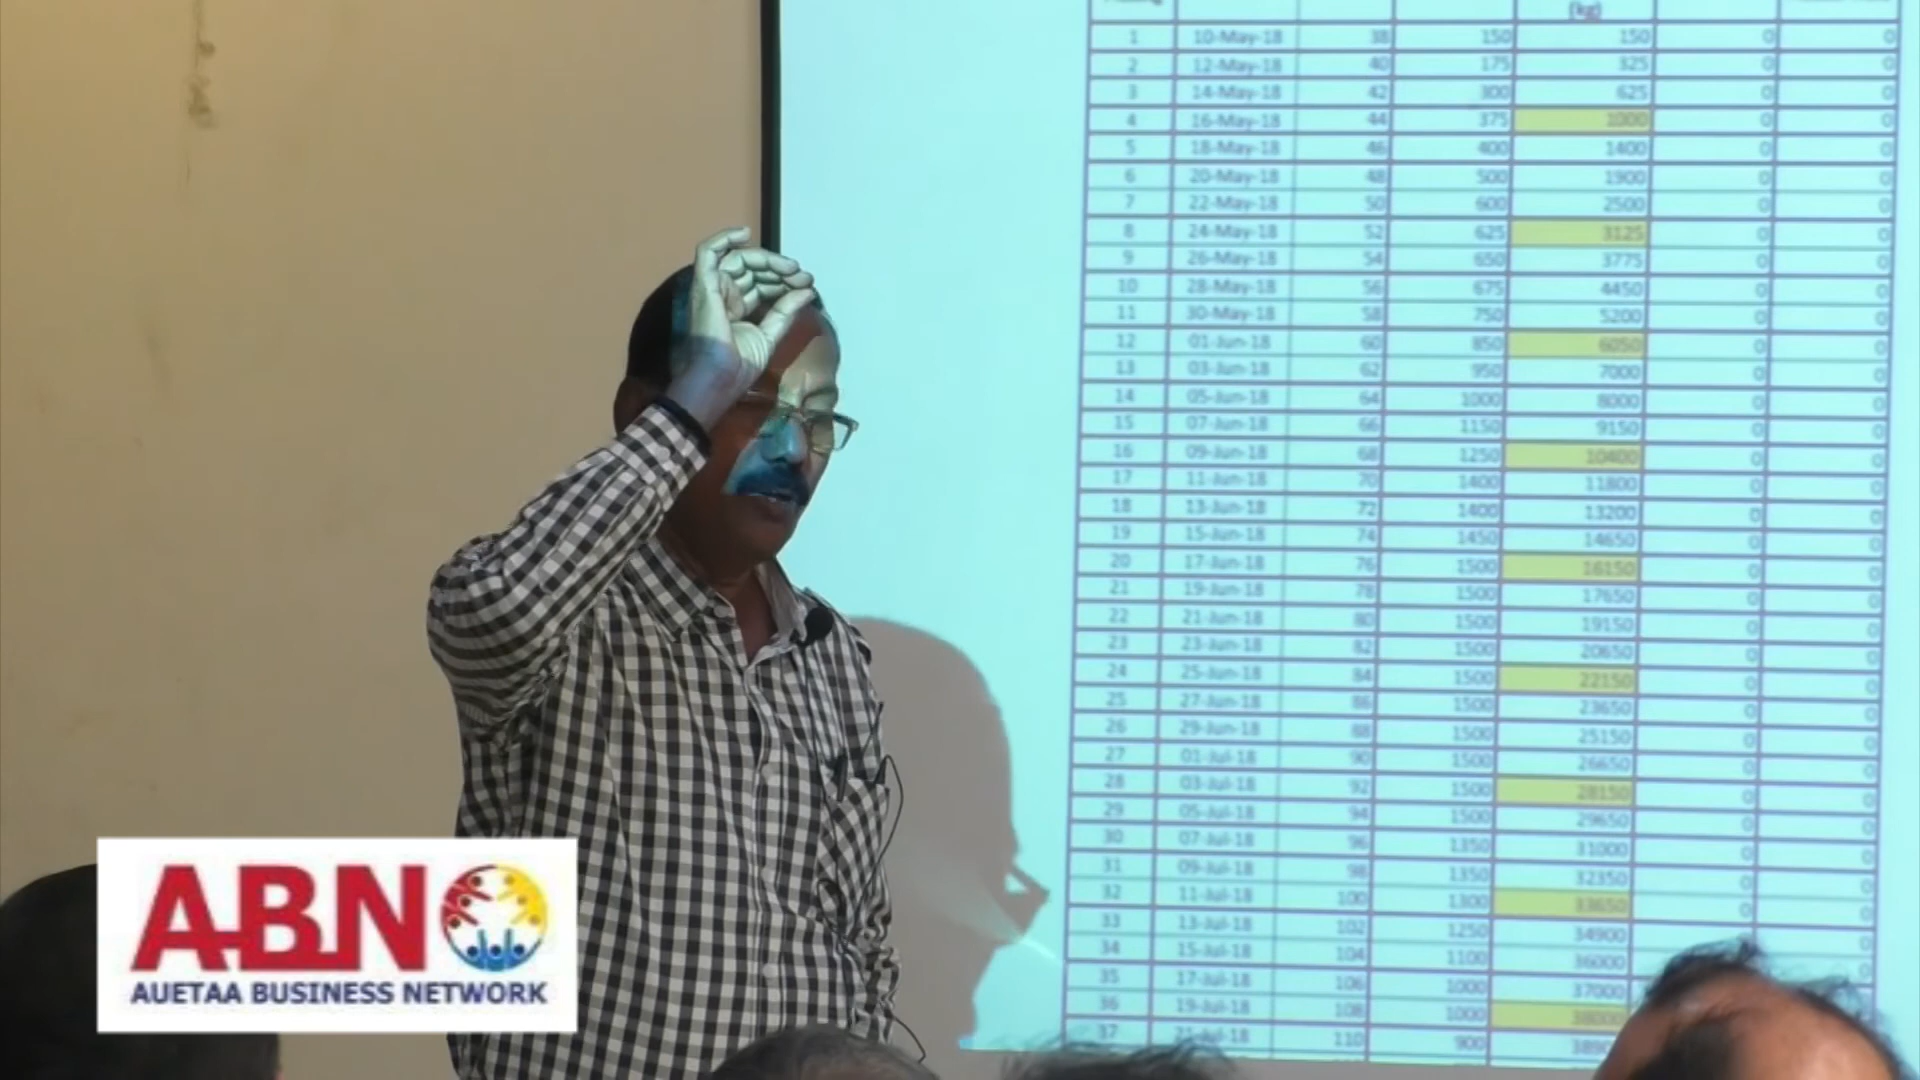 (kg)
1 10-May-18 38 150 150 0 0
2 12-May-18 40 175 325 0 0
3 14-May-18 42 300 625 0 0
4 16-May-18 44 375 1000 0 0
5 18-May-18 46 400 1400 0 0
6 20-May-18 48 500 1900 0 0
7 22-May-18 50 600 2500 0 0
8 24-May-18 52 625 3125 0 0
9 26-May-18 54 650 3775 0 0
10 28-May-18 56 675 4450 0 0
11 30-May-18 58 750 5200 0 0
12 01-Jun-18 60 850 6050 0 0
13 03-Jun-18 62 950 7000 0 0
14 05-Jun-18 64 1000 8000 0 0
15 07-Jun-18 66 1150 9150 0 0
16 09-Jun-18 68 1250 10400 0 0
17 11-Jun-18 70 1400 11800 0 0
18 13-Jun-18 72 1400 13200 0 0
19 15-Jun-18 74 1450 14650 0 0
20 17-Jun-18 76 1500 16150 0 0
21 19-Jun-18 78 1500 17650 0 0
22 21-Jun-18 80 1500 19150 0 0
23 23-Jun-18 82 1500 20650 0 0
24 25-Jun-18 84 1500 22150 0 0
25 27-Jun-18 86 1500 23650 0 0
26 29-Jun-18 88 1500 25150 0 0
27 01-Jul-18 90 1500 26650 0 0
28 03-Jul-18 92 1500 28150 0 0
29 05-Jul-18 94 1500 29650 0 0
30 07-Jul-18 96 1350 31000 0 0
31 09-Jul-18 98 1350 32350 0 0
32 11-Jul-18 100 1300 33650 0 0
33 13-Jul-18 102 1250 34900 0
34 15-Jul-18 104 1100 36000 0
35 17-Jul-18 106 1000 37000
36 19-Jul-18 108 1000 38000
37 21-Jul-18 110 900
ABN
AUETAA BUSINESS NETWORK